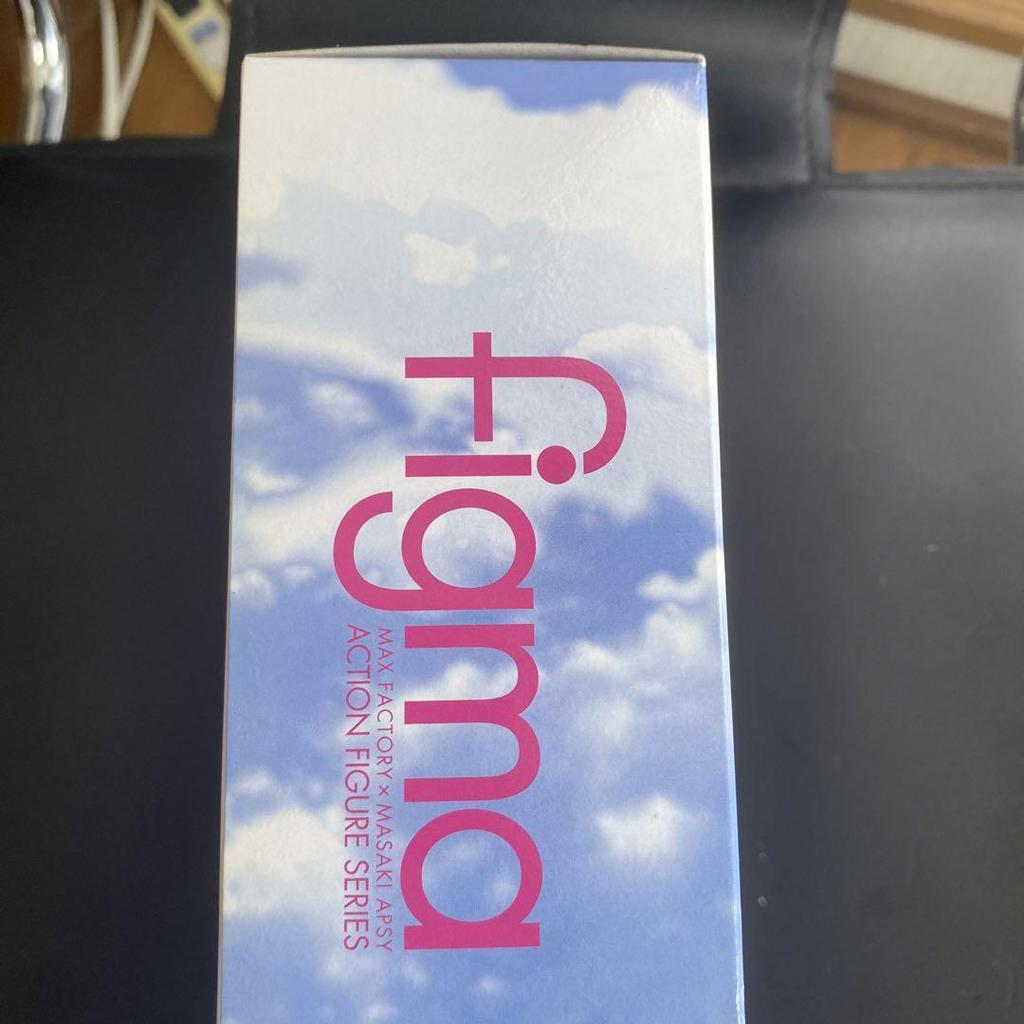 figma
MAX FACTORY × MASAKI APSY
ACTION FIGURE SERIES